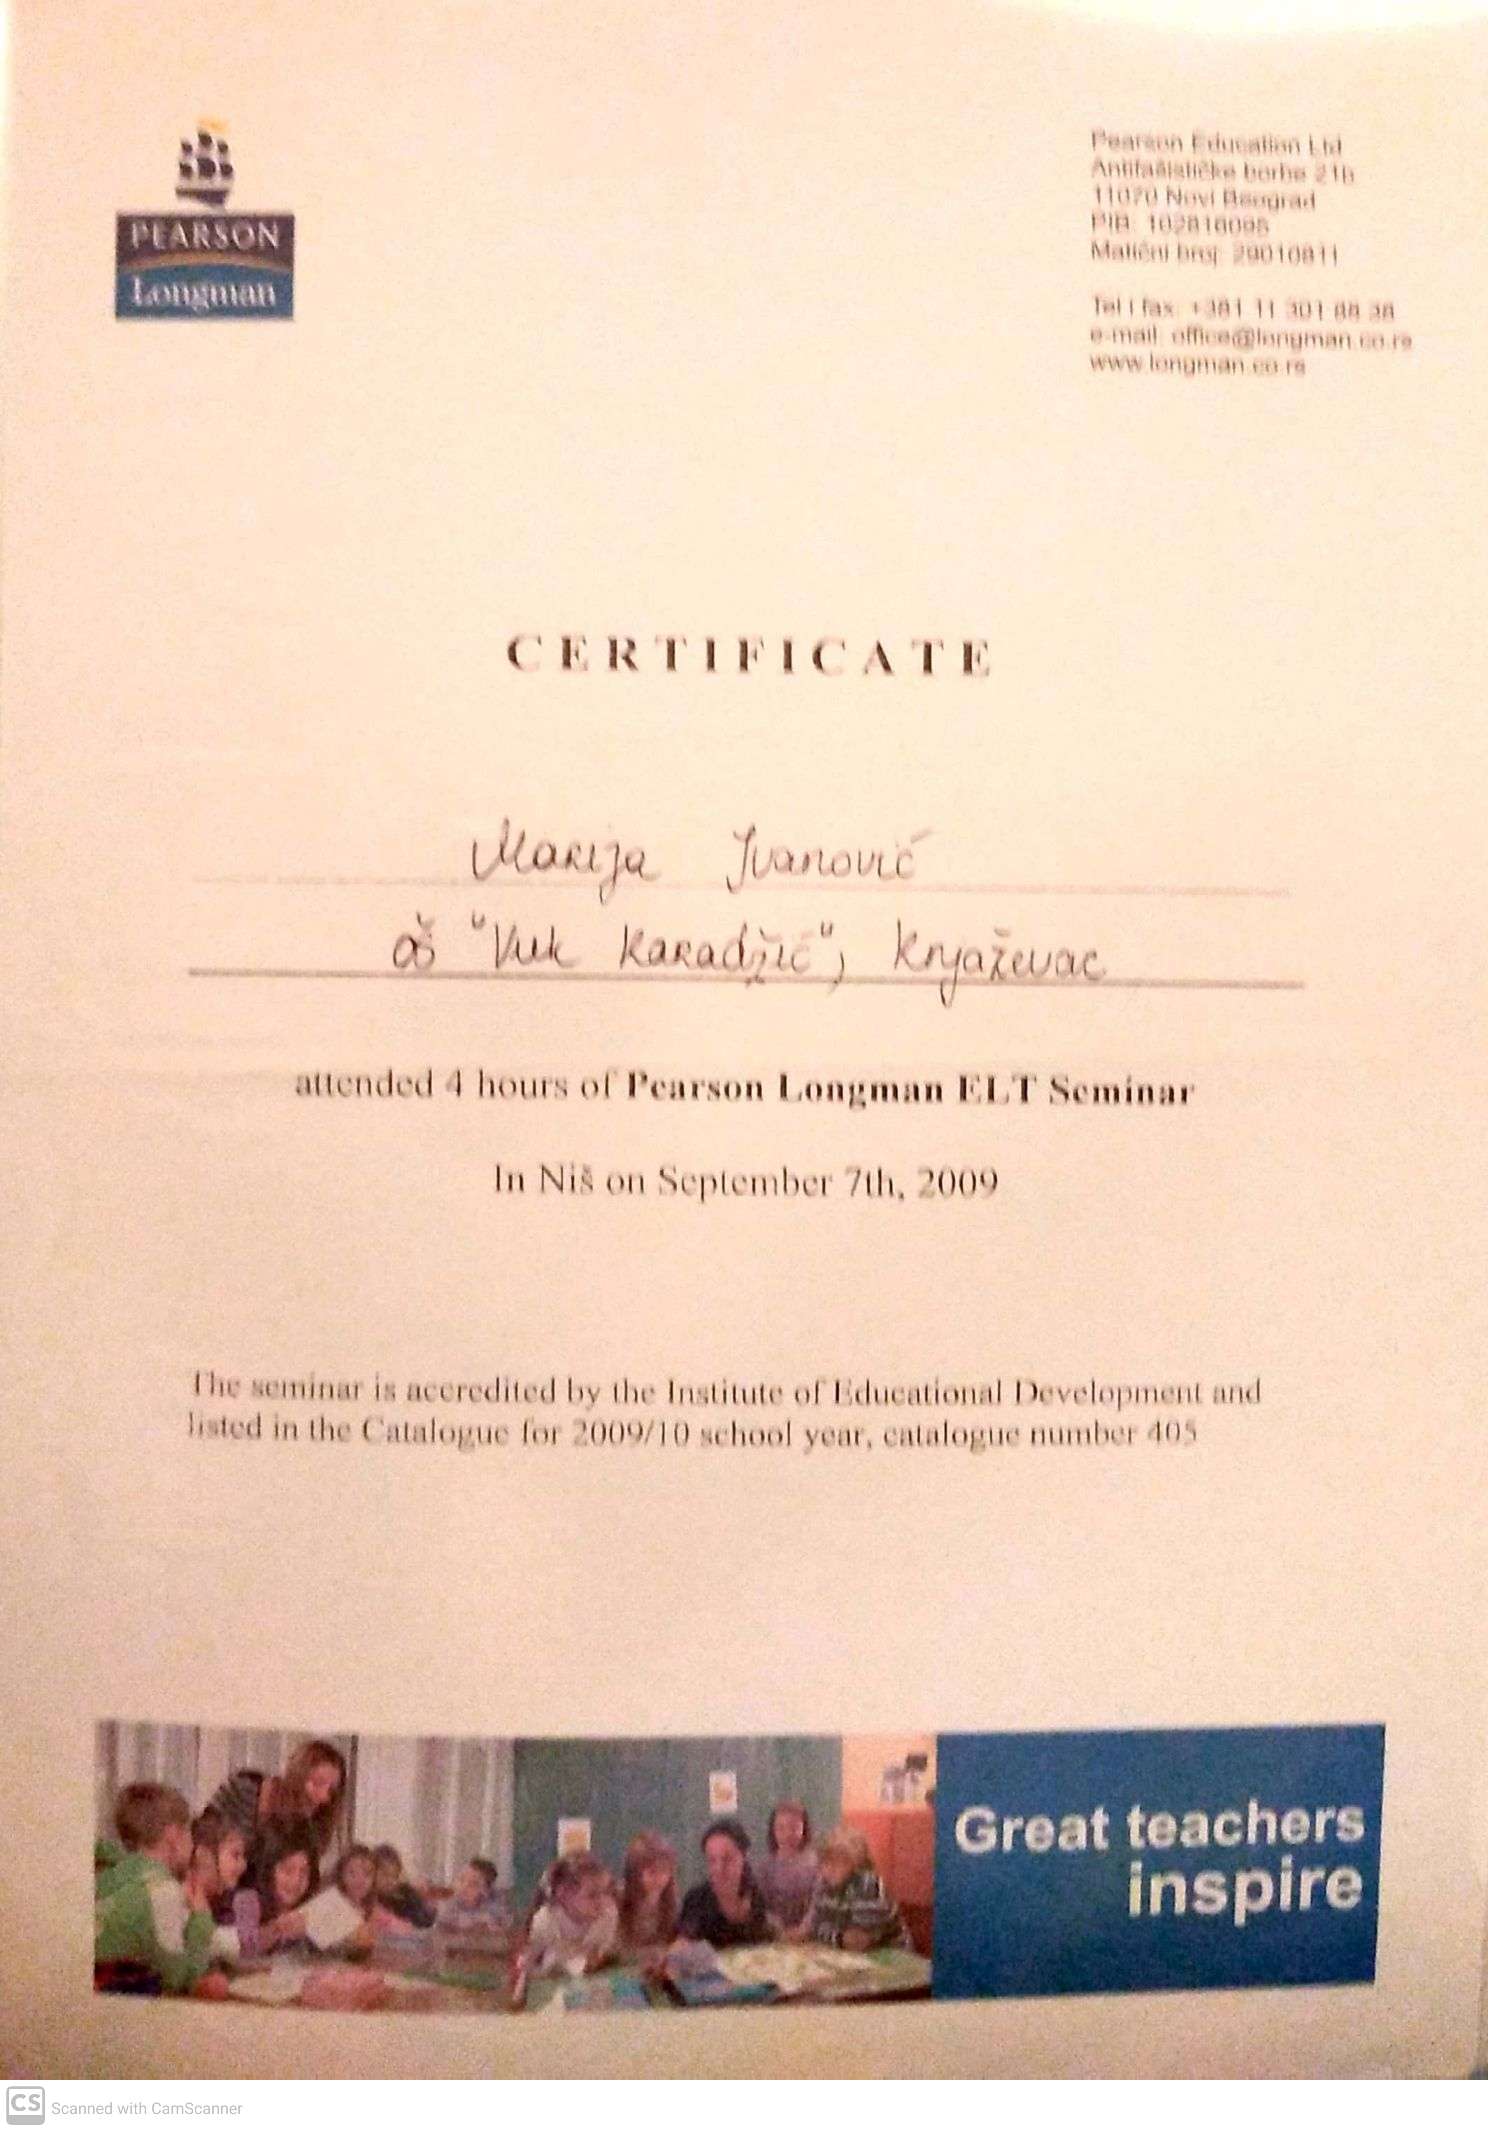 PEARSON
Longman
Pearson Education Ltd
Antifašističke borbe 21b
11070 Novi Beograd
PIB: 102816095
Matični broj: 29010811
Tel i fax: +381 11 301 88 38
e-mail: office@longman.co.rs
www.longman.co.rs
CERTIFICATE
Marija Ivanović
OŠ "Vuk Karadžić", Knjaževac
attended 4 hours of Pearson Longman ELT Seminar
In Niš on September 7th, 2009
The seminar is accredited by the Institute of Educational Development and
listed in the Catalogue for 2009/10 school year, catalogue number 405
Great teachers
inspire
CS Scanned with CamScanner